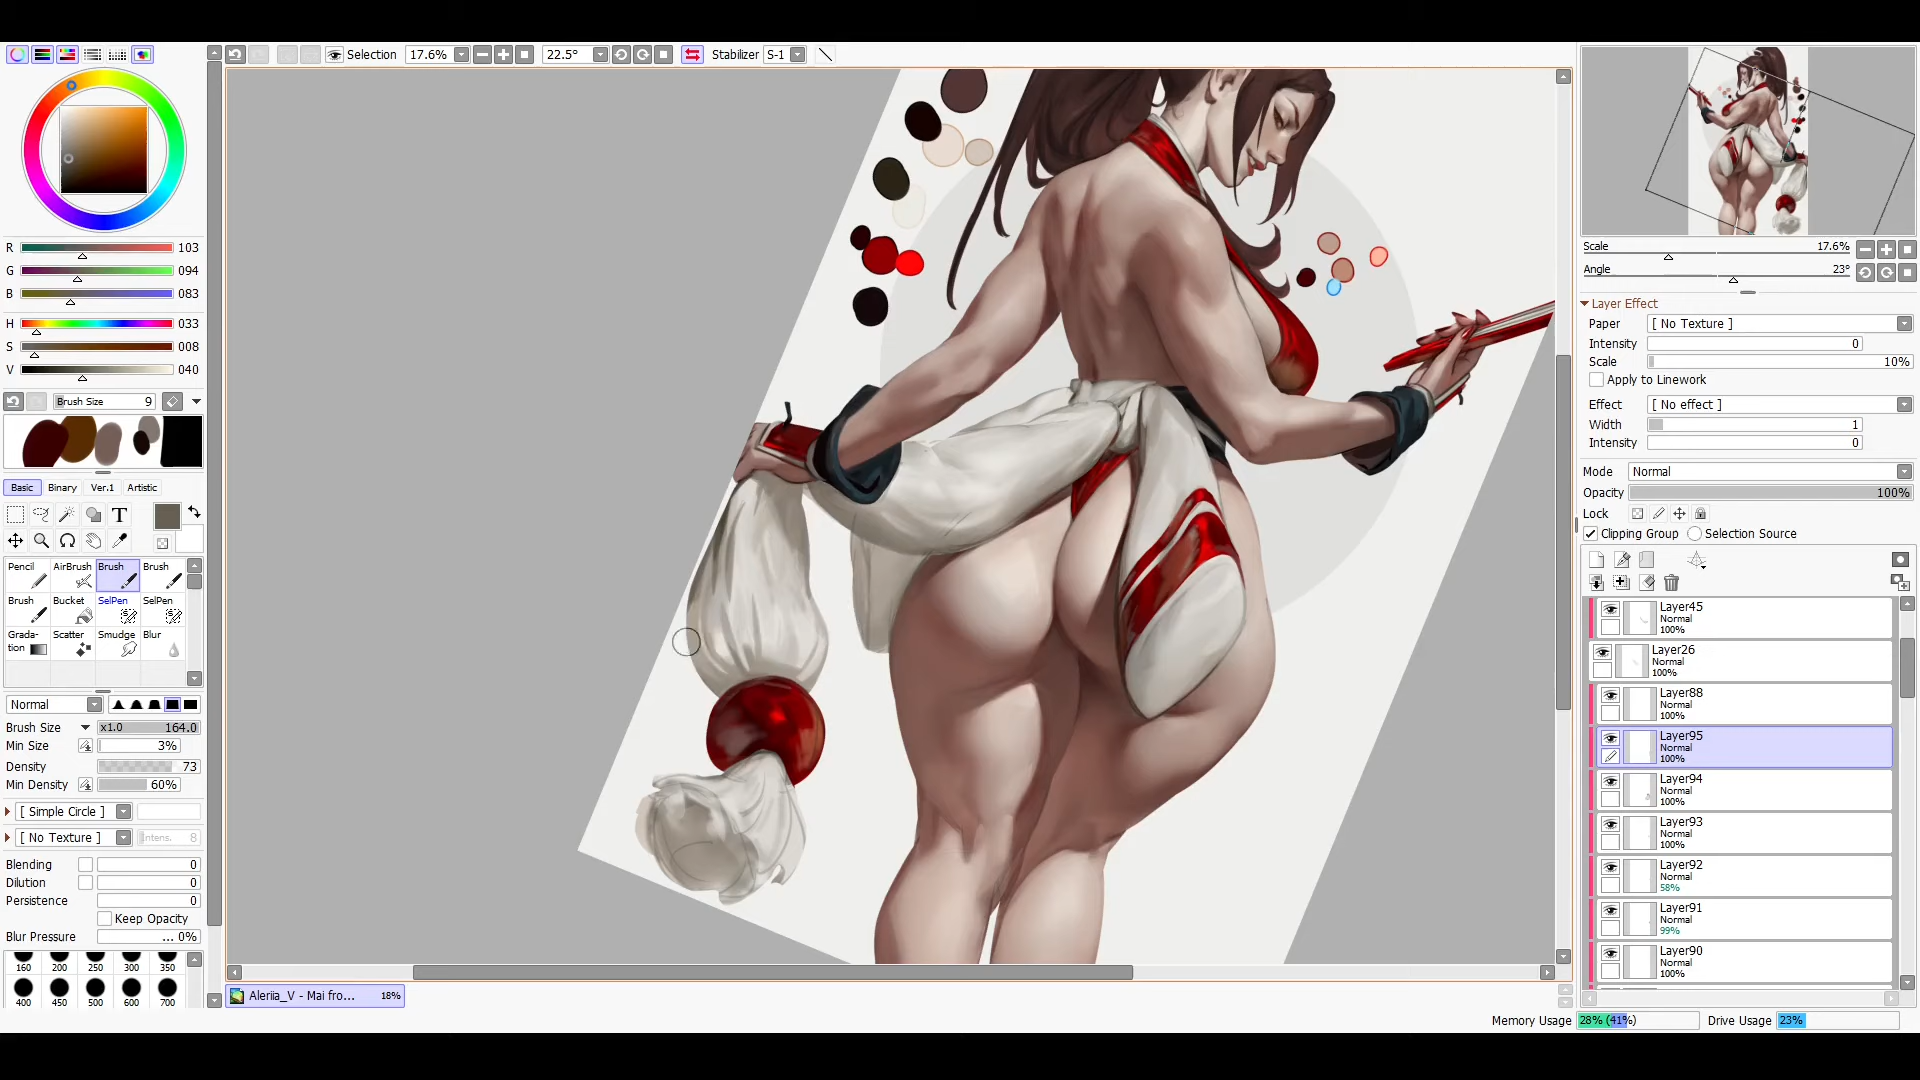 Selection 17.6% 22.5° Stabilizer S-1
R 103
G 094
B 083
H 033
S 008
V 040
Brush Size 9
Basic Binary Ver.1 Artistic
T
Pencil AirBrush Brush Brush
Brush Bucket SelPen SelPen
Grada-tion Scatter Smudge Blur
Normal
Brush Size x1.0 164.0
Min Size 3%
Density 73
Min Density 60%
[ Simple Circle ]
[ No Texture ] Intens. 8
Blending 0
Dilution 0
Persistence 0
Keep Opacity
Blur Pressure ... 0%
160 200 250 300 350
400 450 500 600 700
Aleriia_V - Mai fro... 18%
Scale 17.6%
Angle 23°
Layer Effect
Paper [ No Texture ]
Intensity 0
Scale 10%
Apply to Linework
Effect [ No effect ]
Width 1
Intensity 0
Mode Normal
Opacity 100%
Lock
Clipping Group Selection Source
Layer45
Normal
100%
Layer26
Normal
100%
Layer88
Normal
100%
Layer95
Normal
100%
Layer94
Normal
100%
Layer93
Normal
100%
Layer92
Normal
58%
Layer91
Normal
99%
Layer90
Normal
100%
Memory Usage 28% (41%) Drive Usage 23%